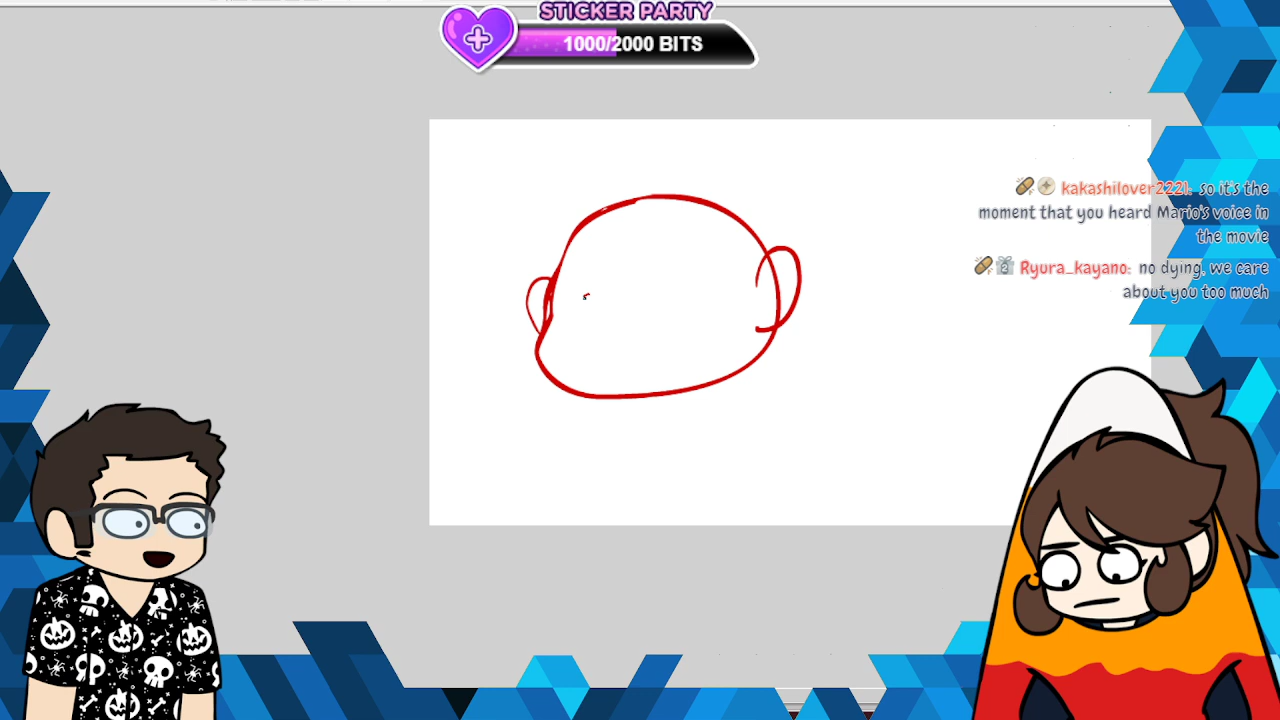 STICKER PARTY
1000/2000 BITS
kakashilover2221: so it's the
moment that you heard Mario's voice in
the movie
Ryura_kayano: no dying, we care
about you too much